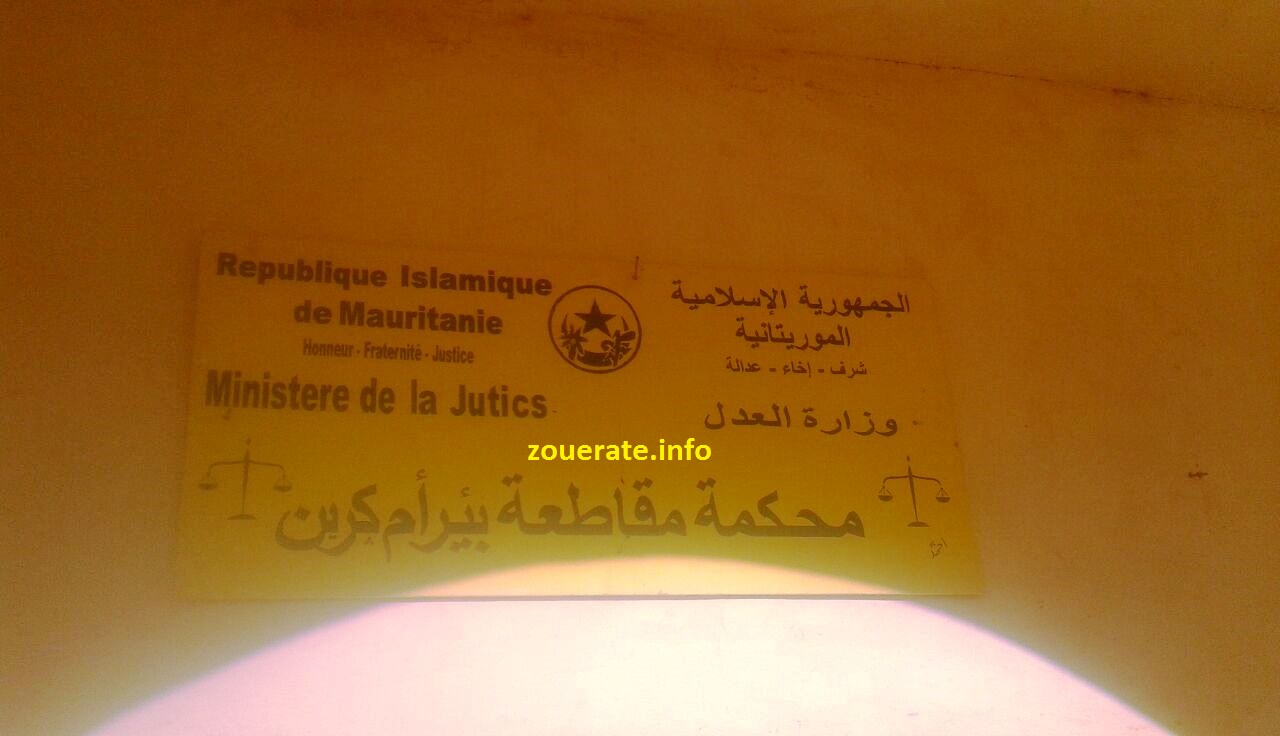 Republique Islamique
de Mauritanie
Honneur - Fraternité - Justice
Ministere de la Jutics
الجمهورية الإسلامية
الموريتانية
شرف - إخاء - عدالة
وزارة العدل
zouerate.info
محكمة مقاطعة بيرأم كرين